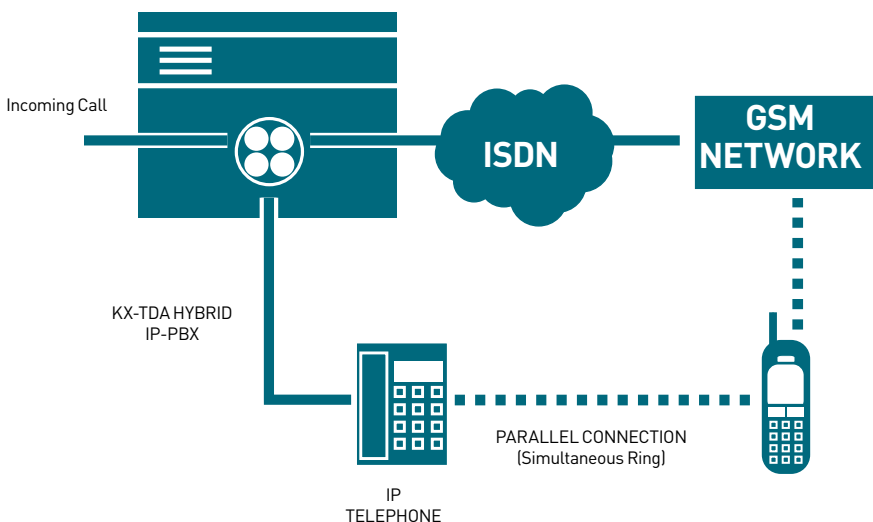 Incoming Call
ISDN
GSM
NETWORK
KX-TDA HYBRID
IP-PBX
PARALLEL CONNECTION
(Simultaneous Ring)
IP
TELEPHONE